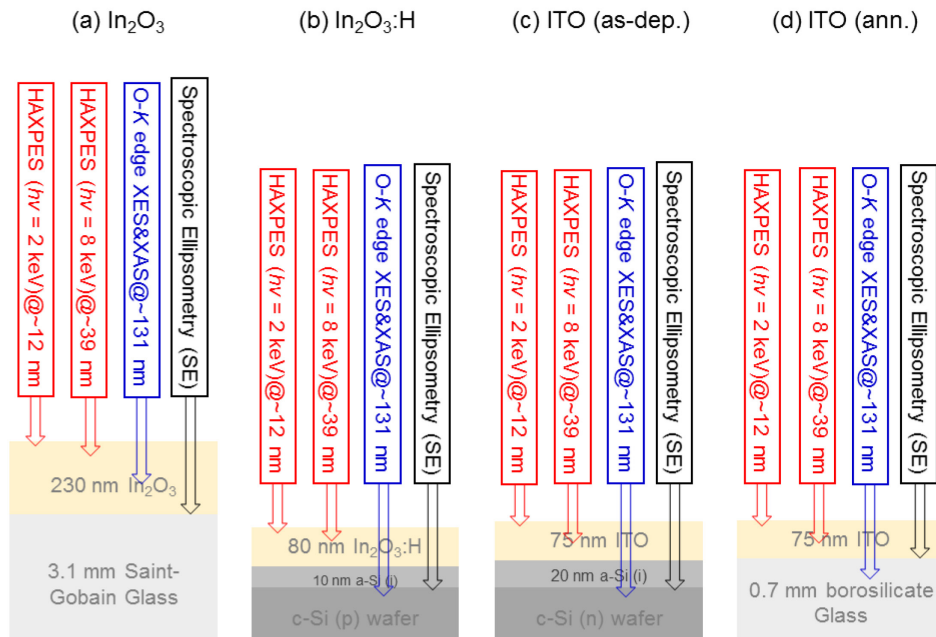 (a) In₂O₃
(b) In₂O₃:H
(c) ITO (as-dep.)
(d) ITO (ann.)
HAXPES (hν = 2 keV)@~12 nm
HAXPES (hν = 8 keV)@~39 nm
O-K edge XES&XAS@~131 nm
Spectroscopic Ellipsometry (SE)
230 nm In₂O₃
3.1 mm Saint-
Gobain Glass
HAXPES (hν = 2 keV)@~12 nm
HAXPES (hν = 8 keV)@~39 nm
O-K edge XES&XAS@~131 nm
Spectroscopic Ellipsometry (SE)
80 nm In₂O₃:H
10 nm a-Si (i)
c-Si (p) wafer
HAXPES (hν = 2 keV)@~12 nm
HAXPES (hν = 8 keV)@~39 nm
O-K edge XES&XAS@~131 nm
Spectroscopic Ellipsometry (SE)
75 nm ITO
20 nm a-Si (i)
c-Si (n) wafer
HAXPES (hν = 2 keV)@~12 nm
HAXPES (hν = 8 keV)@~39 nm
O-K edge XES&XAS@~131 nm
Spectroscopic Ellipsometry (SE)
75 nm ITO
0.7 mm borosilicate
Glass